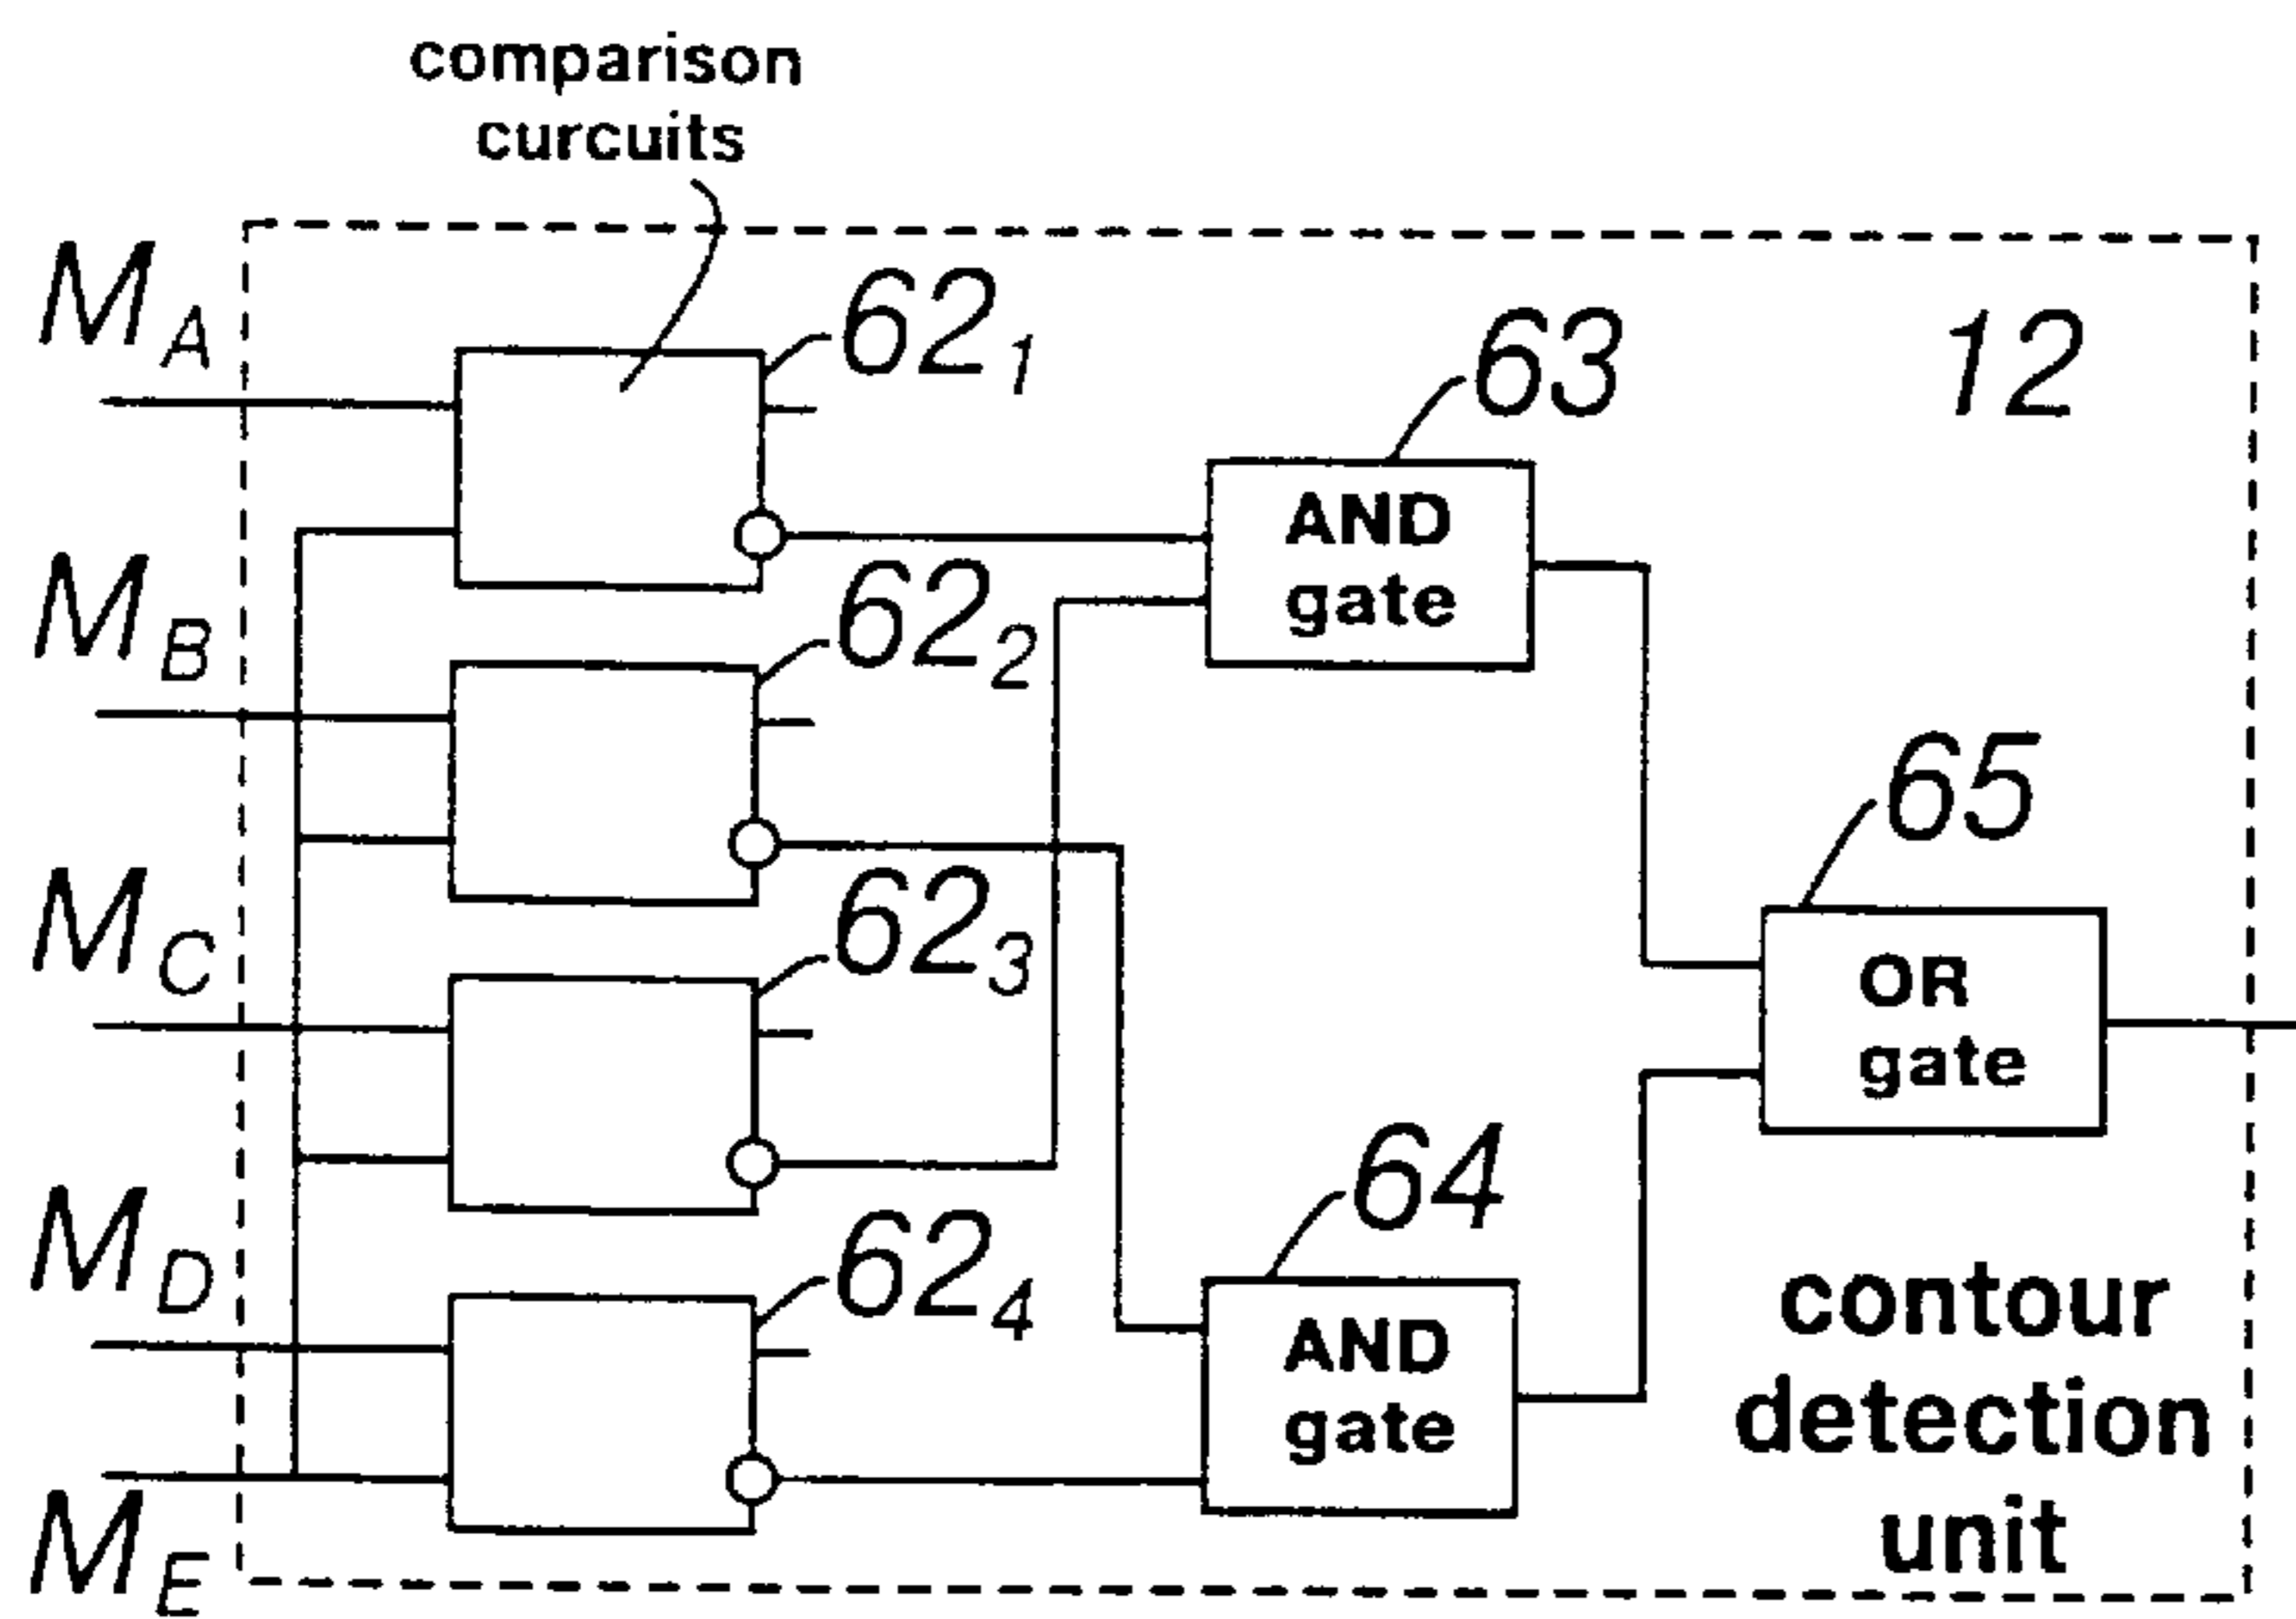 comparison
curcuits
M_A
62_1
63
12
M_B
AND
gate
62_2
65
M_C
62_3
OR
gate
M_D
62_4
64
AND
gate
contour
detection
unit
M_E